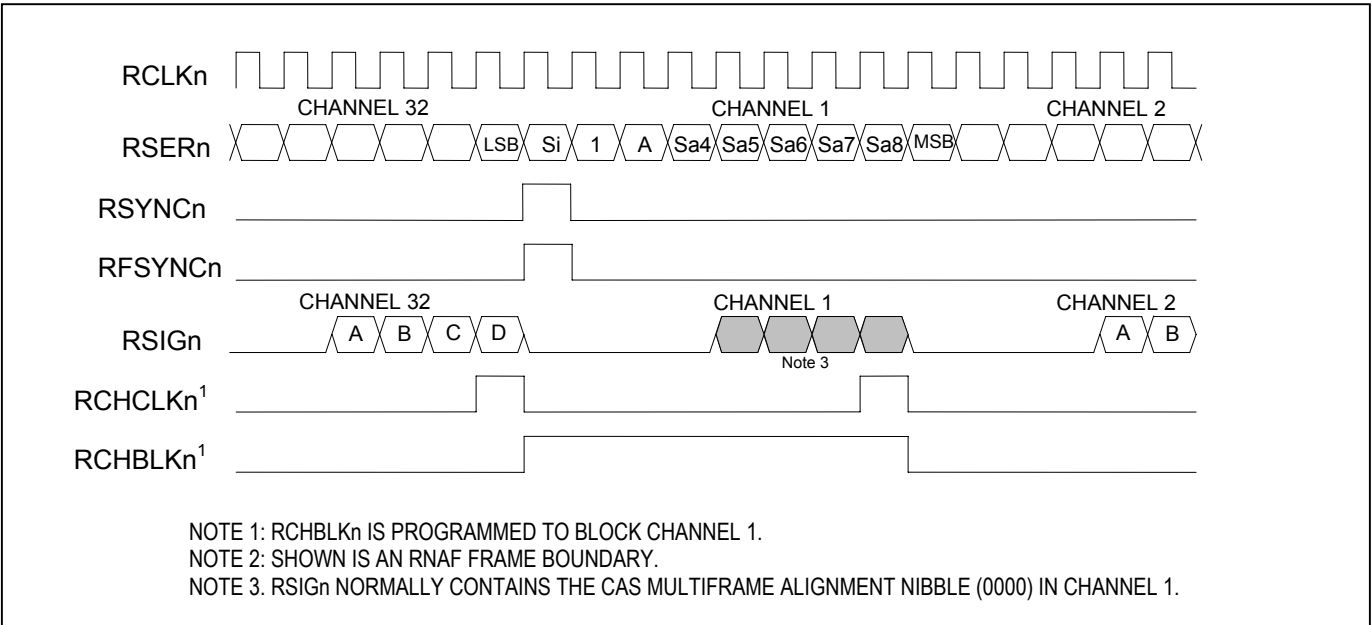 RCLKn
CHANNEL 32 CHANNEL 1 CHANNEL 2
RSERn LSB Si 1 A Sa4 Sa5 Sa6 Sa7 Sa8 MSB
RSYNCn
RFSYNCn
CHANNEL 32 CHANNEL 1 CHANNEL 2
RSIGn A B C D A B
Note 3
RCHCLKn1
RCHBLKn1
NOTE 1: RCHBLKn IS PROGRAMMED TO BLOCK CHANNEL 1.
NOTE 2: SHOWN IS AN RNAF FRAME BOUNDARY.
NOTE 3. RSIGn NORMALLY CONTAINS THE CAS MULTIFRAME ALIGNMENT NIBBLE (0000) IN CHANNEL 1.